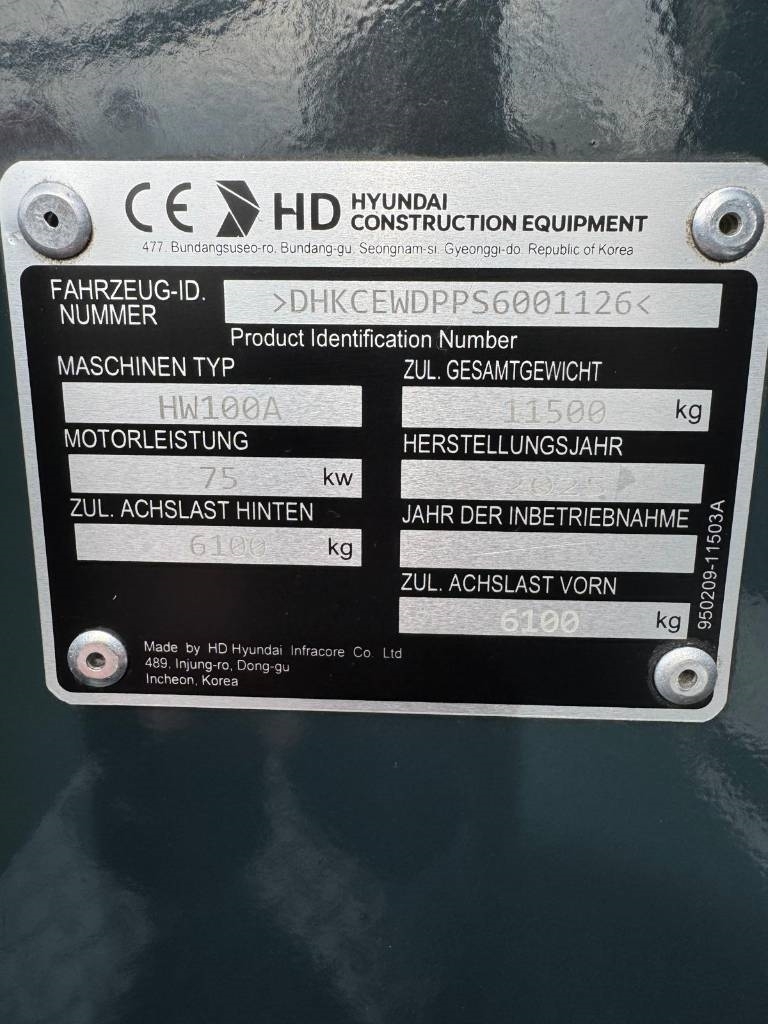 CE HD HYUNDAI
CONSTRUCTION EQUIPMENT
477, Bundangsuseo-ro, Bundang-gu, Seongnam-si, Gyeonggi-do, Republic of Korea
FAHRZEUG-ID.
NUMMER
>DHKCEWDPPS6001126<
Product Identification Number
MASCHINEN TYP
HW100A
ZUL. GESAMTGEWICHT
11500 kg
MOTORLEISTUNG
75 kw
HERSTELLUNGSJAHR
2025
ZUL. ACHSLAST HINTEN
6100 kg
JAHR DER INBETRIEBNAHME
ZUL. ACHSLAST VORN
6100 kg
950209-11503A
Made by HD Hyundai Infracore Co. Ltd
489, Injung-ro, Dong-gu
Incheon, Korea